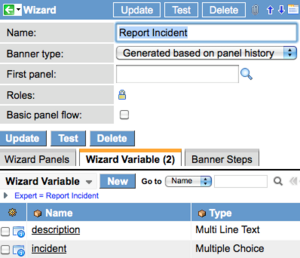 Wizard Update Test Delete
Name: Report Incident
Banner type: Generated based on panel history
First panel:
Roles:
Basic panel flow:
Update Test Delete
Wizard Panels Wizard Variable (2) Banner Steps
Wizard Variable New Go to Name
Expert = Report Incident
Name Type
description Multi Line Text
incident Multiple Choice